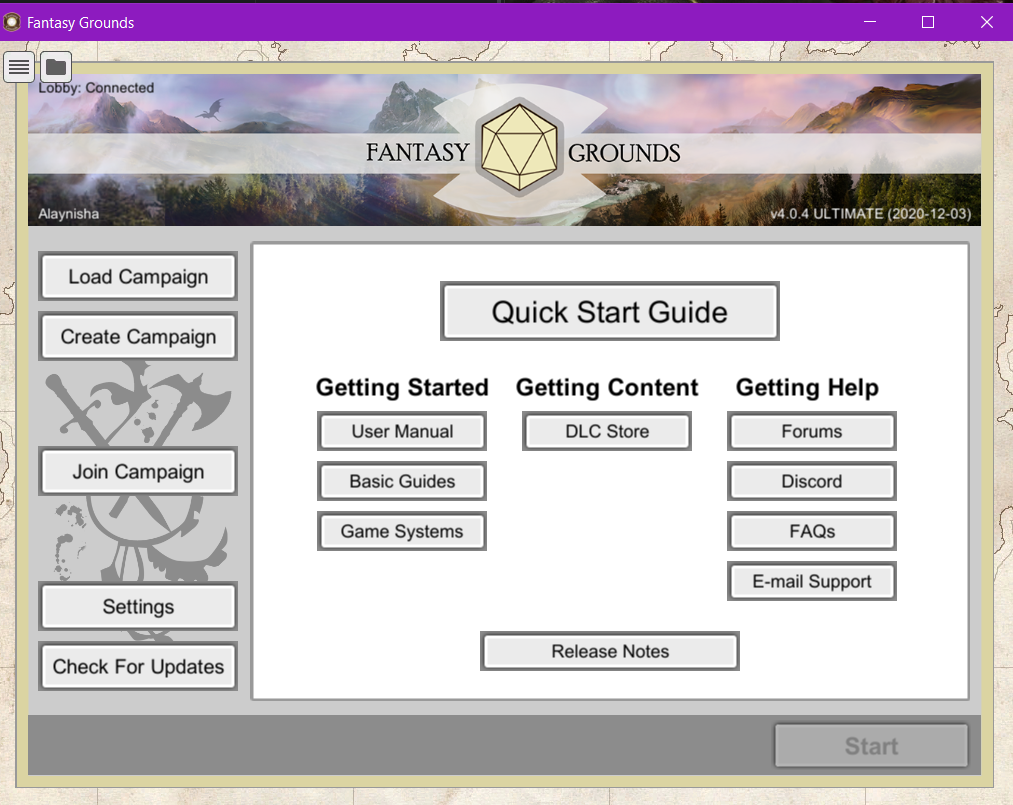 Fantasy Grounds
Lobby: Connected
FANTASY GROUNDS
Alaynisha
v4.0.4 ULTIMATE (2020-12-03)
Load Campaign
Create Campaign
Join Campaign
Settings
Check For Updates
Quick Start Guide
Getting Started
User Manual
Basic Guides
Game Systems
Getting Content
DLC Store
Getting Help
Forums
Discord
FAQs
E-mail Support
Release Notes
Start